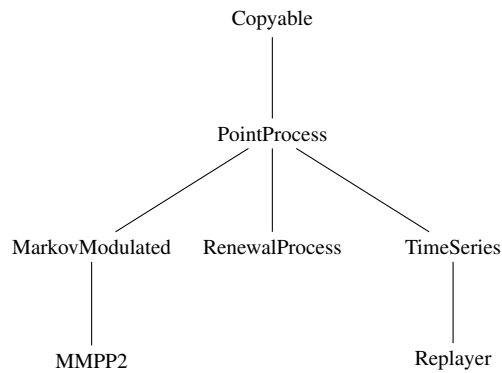 Copyable
PointProcess
MarkovModulated RenewalProcess TimeSeries
MMPP2 Replayer